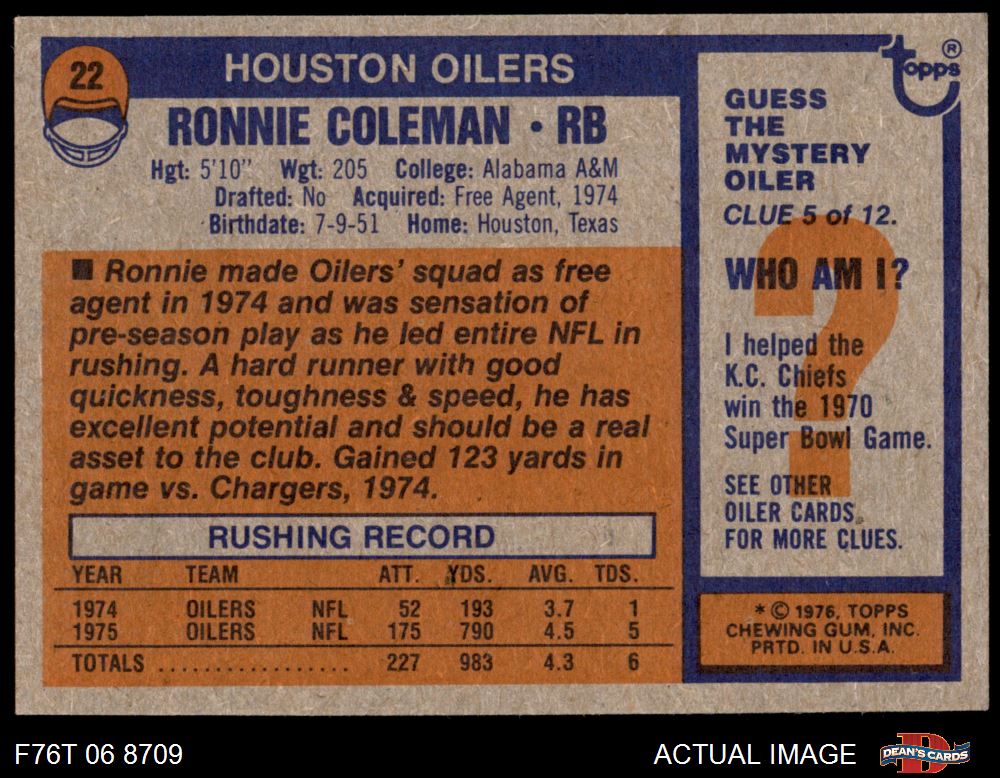 22
HOUSTON OILERS
RONNIE COLEMAN • RB
Hgt: 5'10" Wgt: 205 College: Alabama A&M
Drafted: No Acquired: Free Agent, 1974
Birthdate: 7-9-51 Home: Houston, Texas
■ Ronnie made Oilers' squad as free
agent in 1974 and was sensation of
pre-season play as he led entire NFL in
rushing. A hard runner with good
quickness, toughness & speed, he has
excellent potential and should be a real
asset to the club. Gained 123 yards in
game vs. Chargers, 1974.
RUSHING RECORD
YEAR TEAM ATT. YDS. AVG. TDS.
1974 OILERS NFL 52 193 3.7 1
1975 OILERS NFL 175 790 4.5 5
TOTALS .................. 227 983 4.3 6
topps ®
GUESS
THE
MYSTERY
OILER
CLUE 5 of 12.
?
WHO AM I?
I helped the
K.C. Chiefs
win the 1970
Super Bowl Game.
SEE OTHER
OILER CARDS
FOR MORE CLUES.
* © 1976, TOPPS
CHEWING GUM, INC.
PRTD. IN U.S.A.
F76T 06 8709
ACTUAL IMAGE
D
DEAN'S CARDS